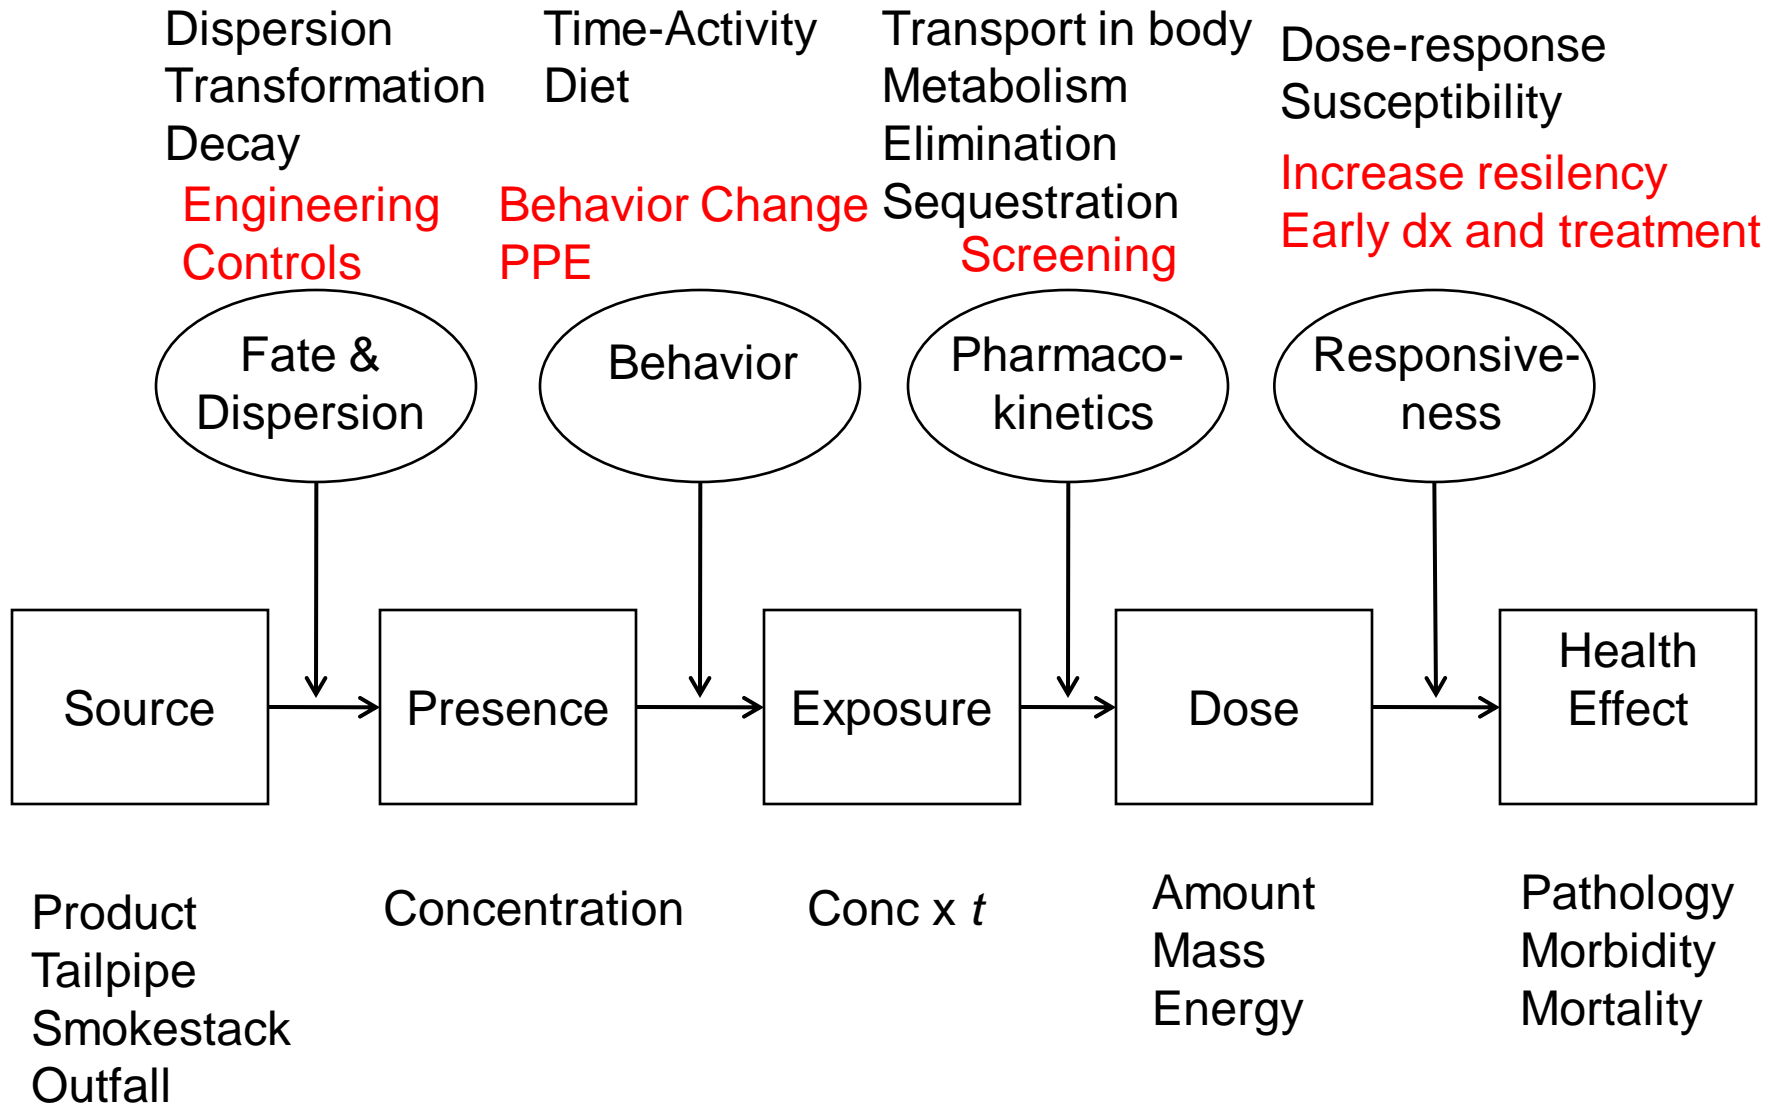 Dispersion
Transformation
Decay
Engineering
Controls
Time-Activity
Diet
Behavior Change
PPE
Transport in body
Metabolism
Elimination
Sequestration
Screening
Dose-response
Susceptibility
Increase resilency
Early dx and treatment
Fate &
Dispersion
Behavior
Pharmaco-
kinetics
Responsive-
ness
Source
Presence
Exposure
Dose
Health
Effect
Product
Tailpipe
Smokestack
Outfall
Concentration
Conc x t
Amount
Mass
Energy
Pathology
Morbidity
Mortality